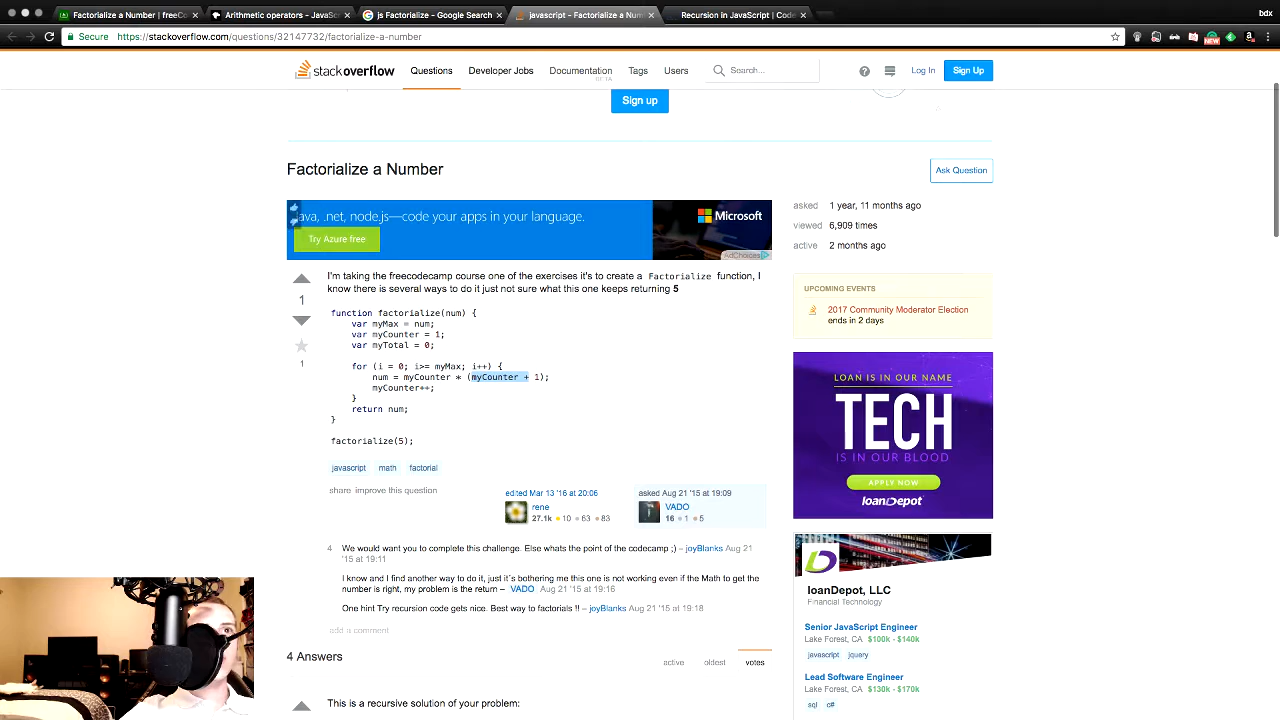 Factorialize a Number | freeC
Arithmetic operators - JavaS
js Factorialize - Google Search
javascript - Factorialize a Num
Recursion in JavaScript | Code
bdx
Secure
https://stackoverflow.com/questions/32147732/factorialize-a-number
NEW
stackoverflow
Questions
Developer Jobs
Documentation
BETA
Tags
Users
Search...
Log In
Sign Up
Sign up
Factorialize a Number
Ask Question
Java, .net, node.js—code your apps in your language.
Try Azure free
Microsoft
AdChoices
asked 1 year, 11 months ago
viewed 6,909 times
active 2 months ago
1
1
I'm taking the freecodecamp course one of the exercises it's to create a Factorialize function, I
know there is several ways to do it just not sure what this one keeps returning 5
function factorialize(num) {
var myMax = num;
var myCounter = 1;
var myTotal = 0;
for (i = 0; i>= myMax; i++) {
num = myCounter * (myCounter + 1);
myCounter++;
}
return num;
}
factorialize(5);
javascript math factorial
share improve this question
edited Mar 13 '16 at 20:06
rene
27.1k 10 63 83
asked Aug 21 '15 at 19:09
VADO
16 1 5
4 We would want you to complete this challenge. Else whats the point of the codecamp ;) – joyBlanks Aug 21
'15 at 19:11
I know and I find another way to do it, just it´s bothering me this one is not working even if the Math to get the
number is right, my problem is the return – VADO Aug 21 '15 at 19:16
One hint Try recursion code gets nice. Best way to factorials !! – joyBlanks Aug 21 '15 at 19:18
add a comment
4 Answers
active oldest votes
This is a recursive solution of your problem:
UPCOMING EVENTS
2017 Community Moderator Election
ends in 2 days
LOAN IS IN OUR NAME
TECH
IS IN OUR BLOOD
APPLY NOW
loanDepot
loanDepot, LLC
Financial Technology
Senior JavaScript Engineer
Lake Forest, CA $100k - $140k
javascript jquery
Lead Software Engineer
Lake Forest, CA $130k - $170k
sql c#